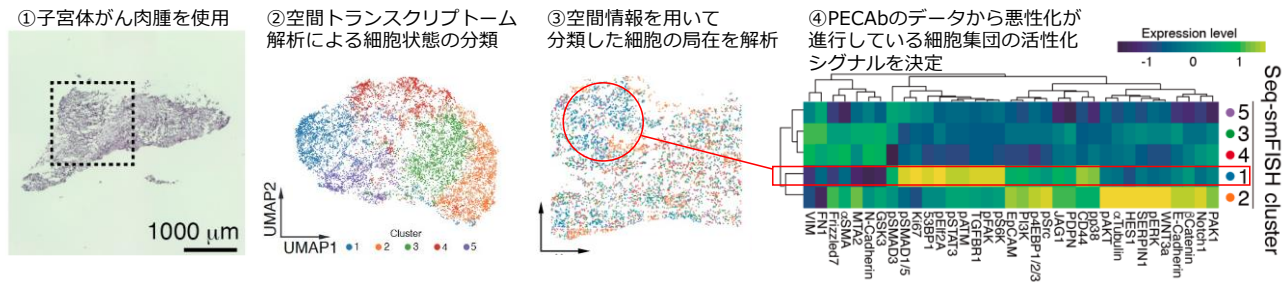 ①子宮体がん肉腫を使用
1000 μm
②空間トランスクリプトーム
解析による細胞状態の分類
UMAP2
UMAP1
Cluster
1 2 3 4 5
③空間情報を用いて
分類した細胞の局在を解析
④PECAbのデータから悪性化が
進行している細胞集団の活性化
シグナルを決定
Expression level
-1 0 1
5
3
4
1
2
Seq-smFISH cluster
VIM
FN1
Frizzled7
αSMA
MTA2
N-Cadherin
GSK3
pSMAD3
pSMAD1/5
Ki67
53BP1
pEif2A
pSTAT3
pATM
TGFBR1
pFAK
pS6K
EpCAM
PI3K
p4EBP1/2/3
pSrc
JAG1
PDPN
CD44
pp38
pAKT
αTubulin
HES1
SERPIN1
pERK
WNT3a
E-Cadherin
βCatenin
Notch1
PAK1